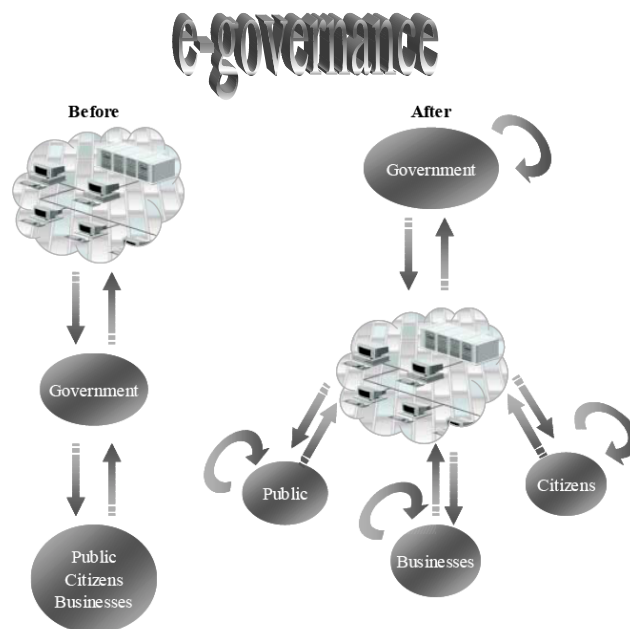 e-governance
Before
After
Government
Government
Public
Citizens
Businesses
Public
Citizens
Businesses